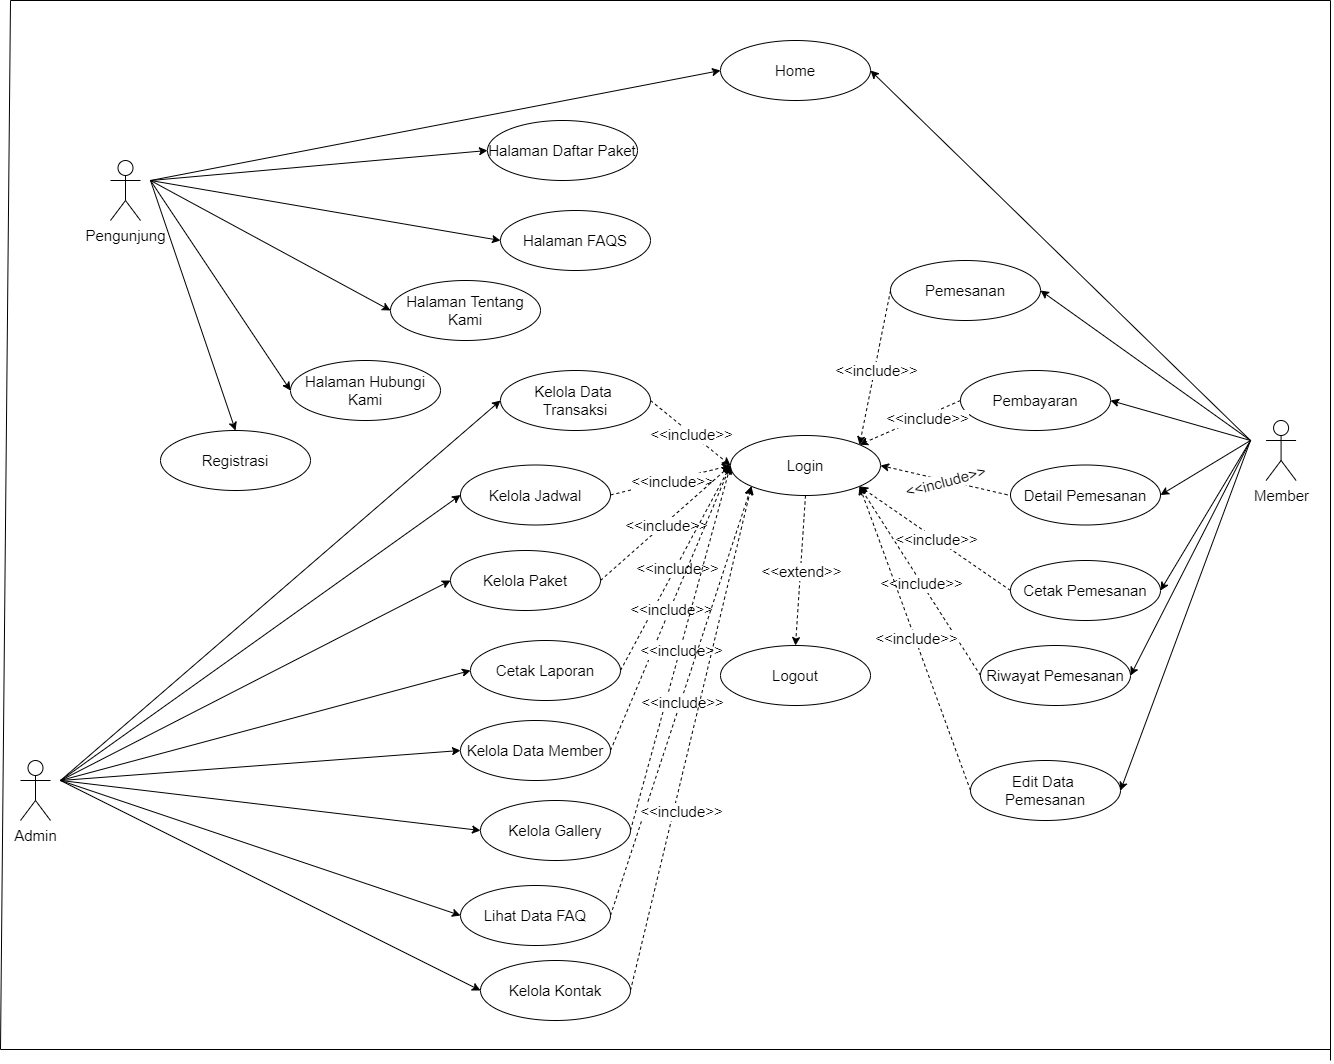 Home
Halaman Daftar Paket
Pengunjung
Halaman FAQS
Halaman Tentang
Kami
Pemesanan
Halaman Hubungi
Kami
<<include>>
Kelola Data
Transaksi
Pembayaran
<<include>>
<<include>>
Registrasi
Login
Kelola Jadwal
<<include>>
<<include>>
Detail Pemesanan
Member
<<include>>
<<include>>
Kelola Paket
<<include>>
<<extend>>
<<include>>
Cetak Pemesanan
<<include>>
<<include>>
<<include>>
Cetak Laporan
Logout
Riwayat Pemesanan
<<include>>
Kelola Data Member
Edit Data
Pemesanan
<<include>>
Admin
Kelola Gallery
Lihat Data FAQ
Kelola Kontak